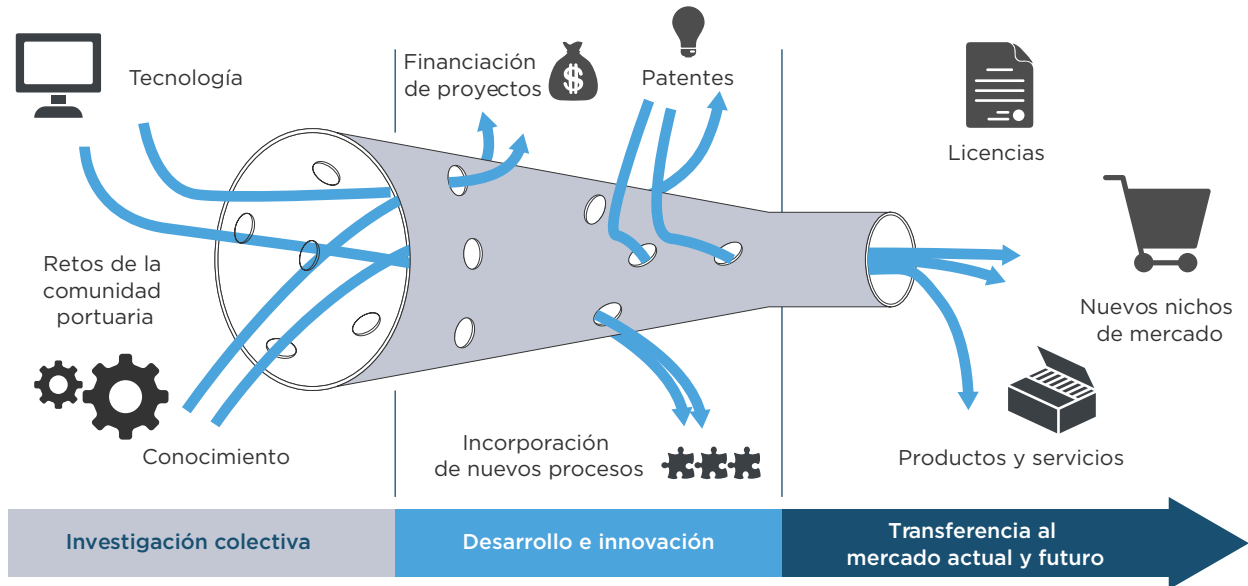 Tecnología
Financiación
de proyectos
$
Patentes
Licencias
Retos de la
comunidad
portuaria
Nuevos nichos
de mercado
Conocimiento
Incorporación
de nuevos procesos
Productos y servicios
Investigación colectiva
Desarrollo e innovación
Transferencia al
mercado actual y futuro